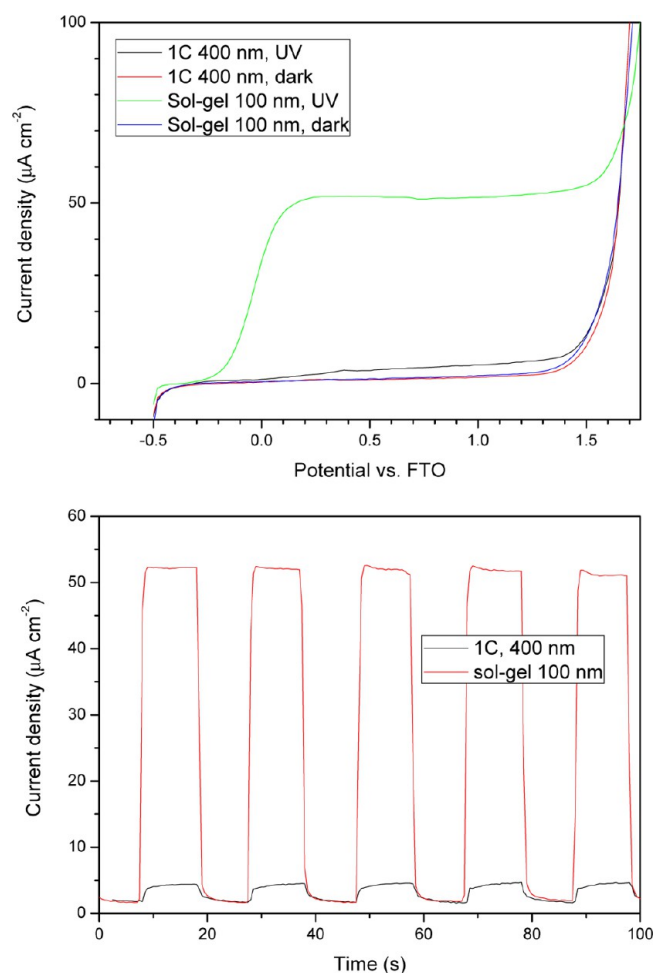 100
50
0
Current density (µA cm-2)
1C 400 nm, UV
1C 400 nm, dark
Sol-gel 100 nm, UV
Sol-gel 100 nm, dark
-0.5 0.0 0.5 1.0 1.5
Potential vs. FTO
60
50
40
30
20
10
0
Current density (µA cm-2)
1C, 400 nm
sol-gel 100 nm
0 20 40 60 80 100
Time (s)